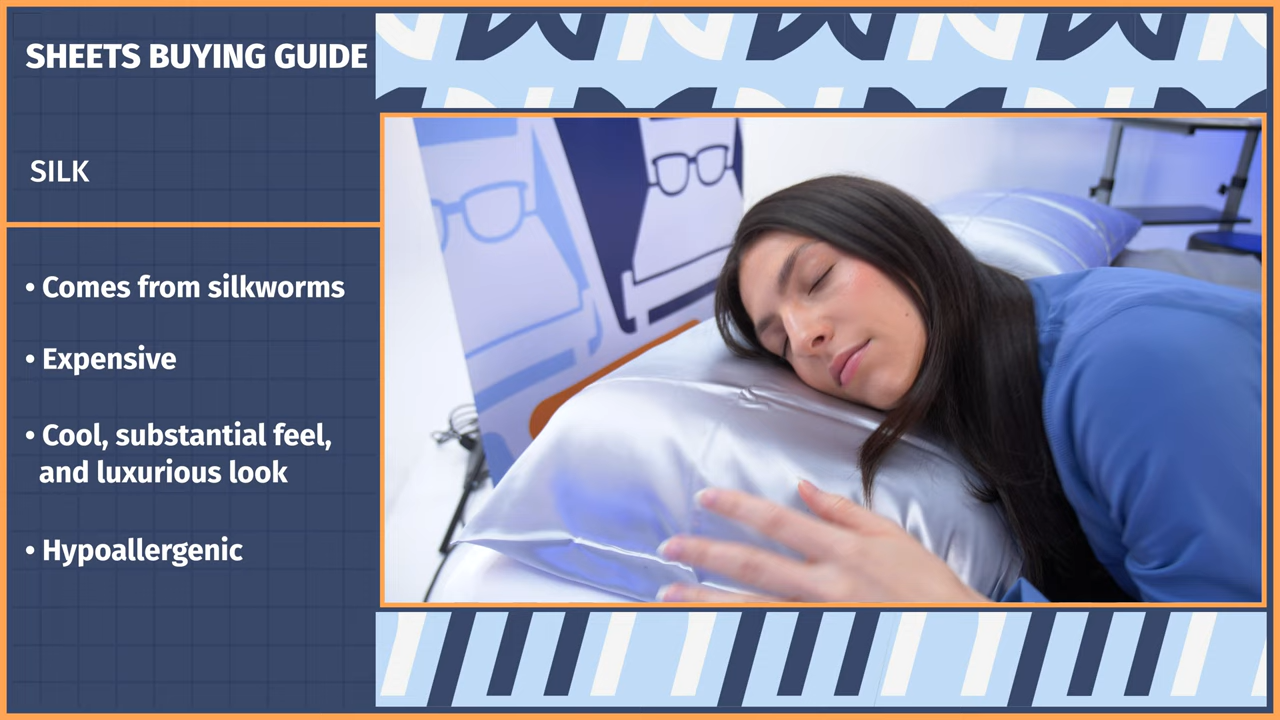 SHEETS BUYING GUIDE
SILK
• Comes from silkworms
• Expensive
• Cool, substantial feel,
and luxurious look
• Hypoallergenic